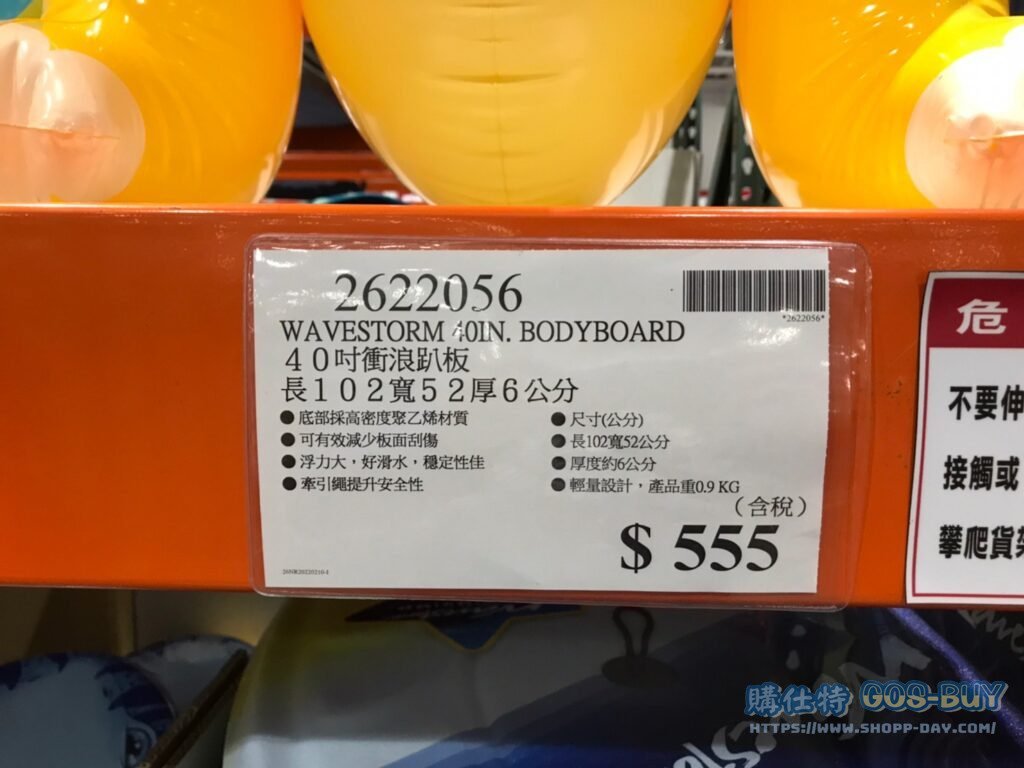 2622056
*2622056*
WAVESTORM 40IN. BODYBOARD
40吋衝浪趴板
長102寬52厚6公分
●底部採高密度聚乙烯材質
●可有效減少板面刮傷
●浮力大，好滑水，穩定性佳
●牽引繩提升安全性
●尺寸(公分)
●長102寬52公分
●厚度約6公分
●輕量設計，產品重0.9 KG
（含稅）
$ 555
26NR20220210-1
危
不要伸
接觸或
攀爬貨架
購仕特 GOS-BUY
HTTPS://WWW.SHOPP-DAY.COM/